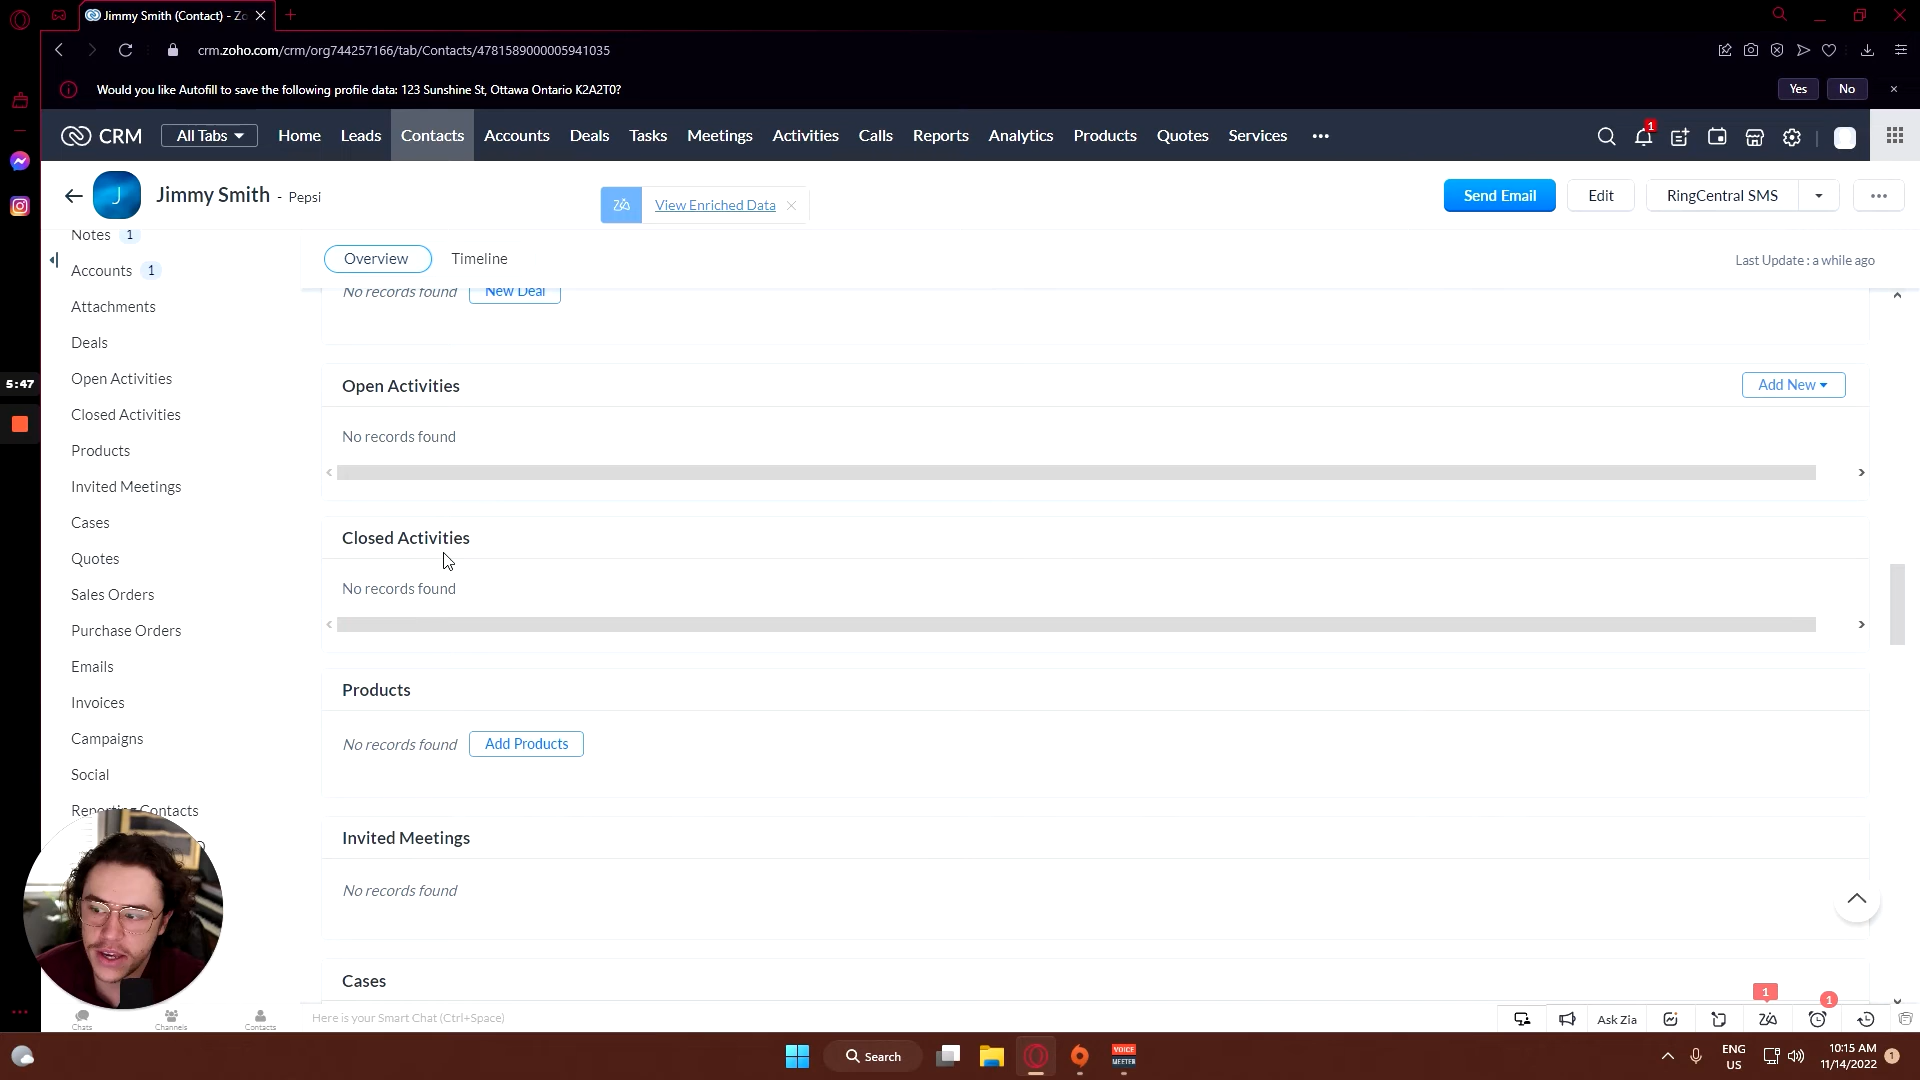 Jimmy Smith (Contact) - Zo
crm.zoho.com/crm/org744257166/tab/Contacts/4781589000005941035
Would you like Autofill to save the following profile data: 123 Sunshine St, Ottawa Ontario K2A2T0?
Yes
No
CRM
All Tabs
Home
Leads
Contacts
Accounts
Deals
Tasks
Meetings
Activities
Calls
Reports
Analytics
Products
Quotes
Services
1
J
Jimmy Smith - Pepsi
View Enriched Data
Send Email
Edit
RingCentral SMS
Notes 1
Accounts 1
Attachments
Deals
Open Activities
Closed Activities
Products
Invited Meetings
Cases
Quotes
Sales Orders
Purchase Orders
Emails
Invoices
Campaigns
Social
Reporting Contacts
5:47
Overview
Timeline
Last Update : a while ago
No records found
New Deal
Open Activities
Add New
No records found
Closed Activities
No records found
Products
No records found
Add Products
Invited Meetings
No records found
Cases
Chats
Channels
Contacts
Here is your Smart Chat (Ctrl+Space)
Ask Zia
1
1
Search
VOICE
MEETER
ENG
US
10:15 AM
11/14/2022
1